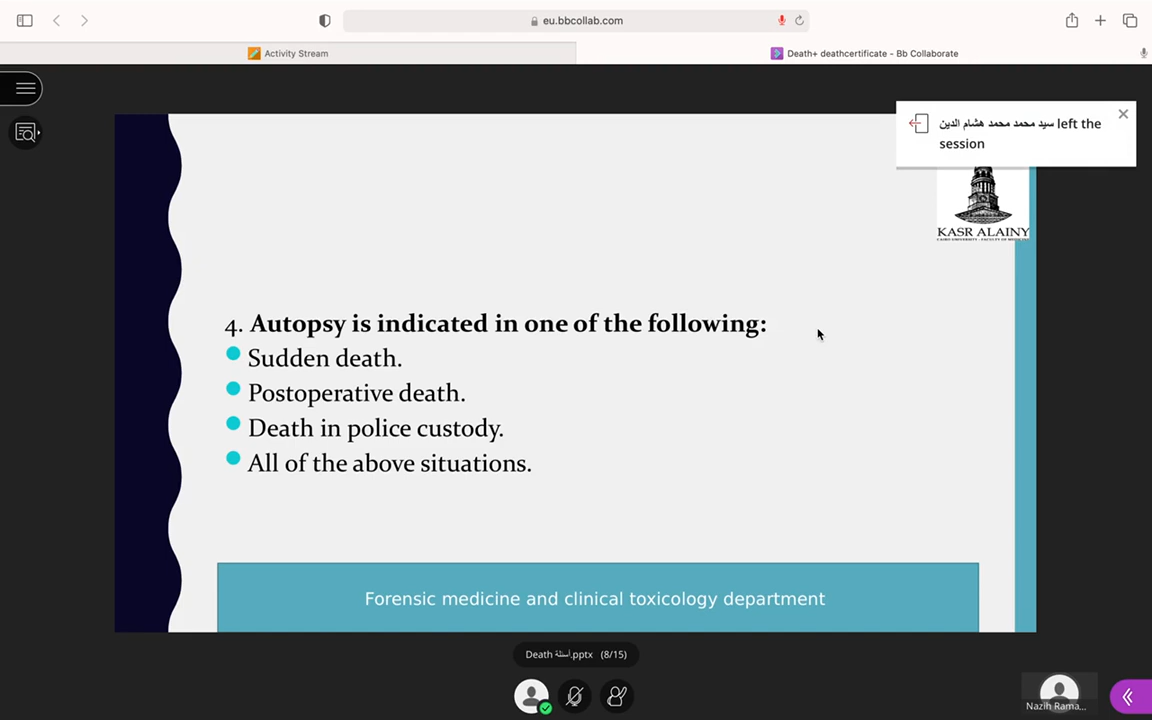 eu.bbcollab.com
Activity Stream
Death+ deathcertificate - Bb Collaborate
سيد محمد محمد هشام الدين left the
session
KASR ALAINY
4. Autopsy is indicated in one of the following:
Sudden death.
Postoperative death.
Death in police custody.
All of the above situations.
Forensic medicine and clinical toxicology department
Death أسئلة.pptx (8/15)
Nazih Rama...